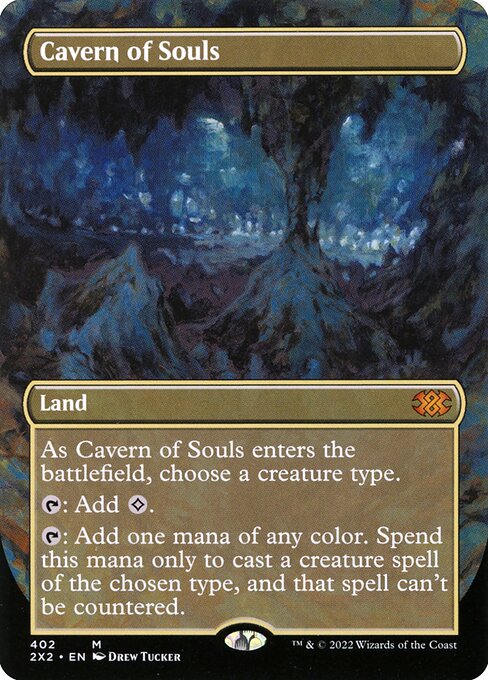 Cavern of Souls
Land
As Cavern of Souls enters the
battlefield, choose a creature type.
: Add .
: Add one mana of any color. Spend
this mana only to cast a creature spell
of the chosen type, and that spell can't
be countered.
402 M
2X2 • EN Drew Tucker
™ & © 2022 Wizards of the Coast